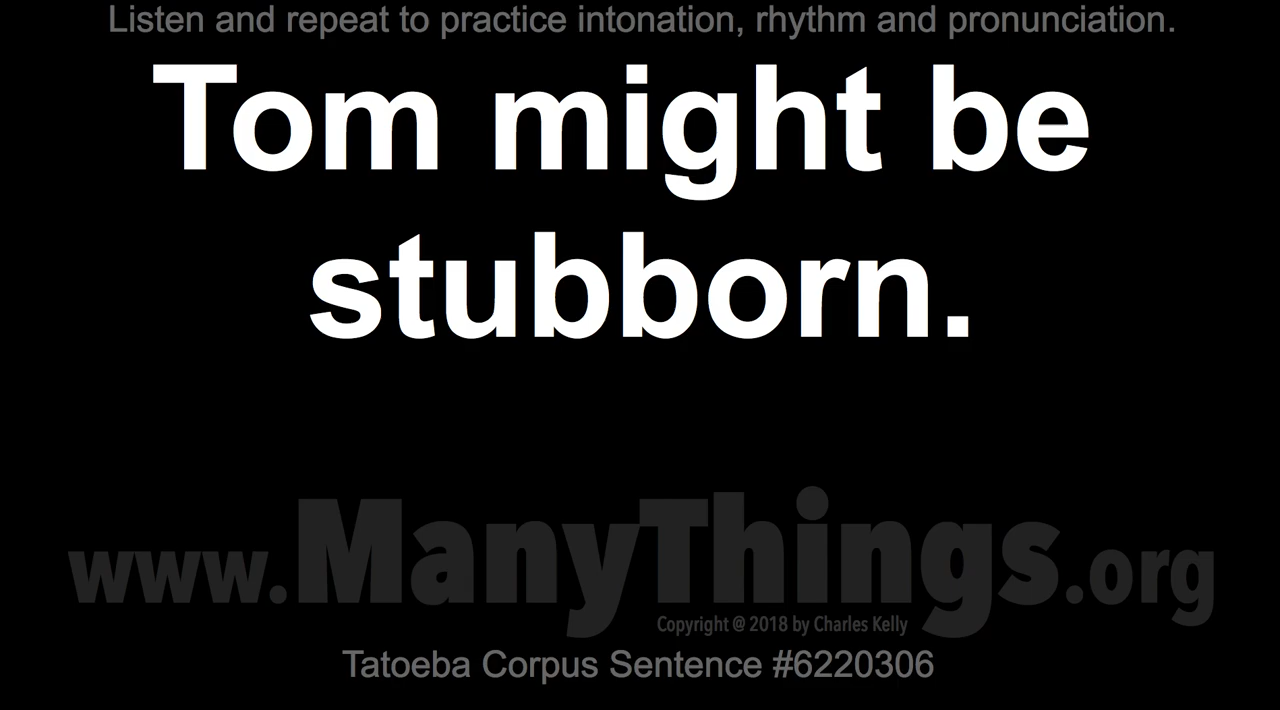 Listen and repeat to practice intonation, rhythm and pronunciation.
Tom might be
stubborn.
www.ManyThings.org
Copyright @ 2018 by Charles Kelly
Tatoeba Corpus Sentence #6220306